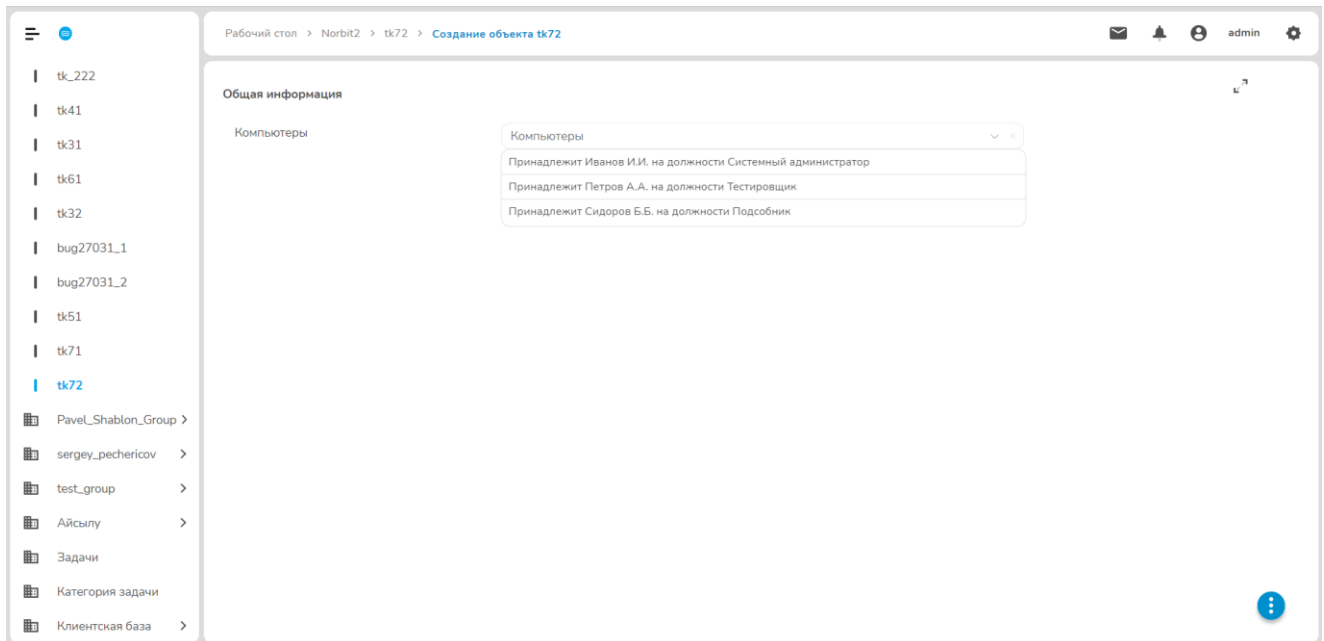 Рабочий стол > Norbit2 > tk72 > Создание объекта tk72
admin
tk_222
tk41
tk31
tk61
tk32
bug27031_1
bug27031_2
tk51
tk71
tk72
Pavel_Shablon_Group
sergey_pechericov
test_group
Айсылу
Задачи
Категория задачи
Клиентская база
Общая информация
Компьютеры
Компьютеры
Принадлежит Иванов И.И. на должности Системный администратор
Принадлежит Петров А.А. на должности Тестировщик
Принадлежит Сидоров Б.Б. на должности Подсобник